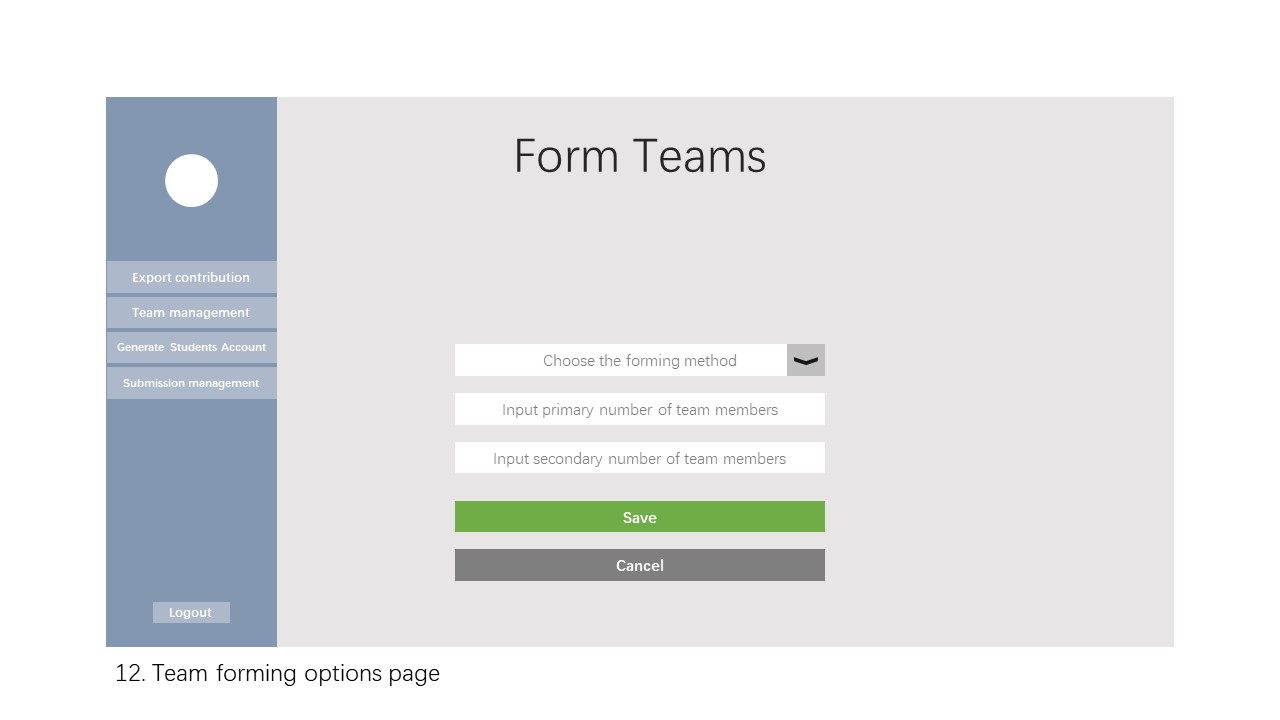 Form Teams
Export contribution
Team management
Generate Students Account
Submission management
Choose the forming method
Input primary number of team members
Input secondary number of team members
Save
Cancel
Logout
12. Team forming options page